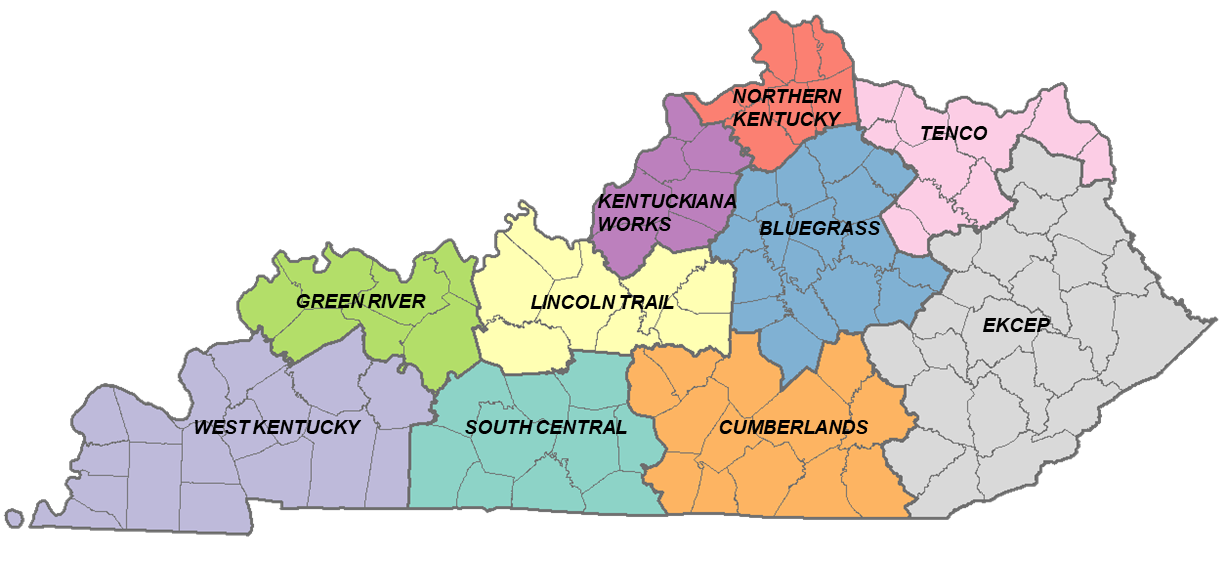 NORTHERN
KENTUCKY
TENCO
KENTUCKIANA
WORKS
BLUEGRASS
GREEN RIVER
LINCOLN TRAIL
EKCEP
WEST KENTUCKY
SOUTH CENTRAL
CUMBERLANDS